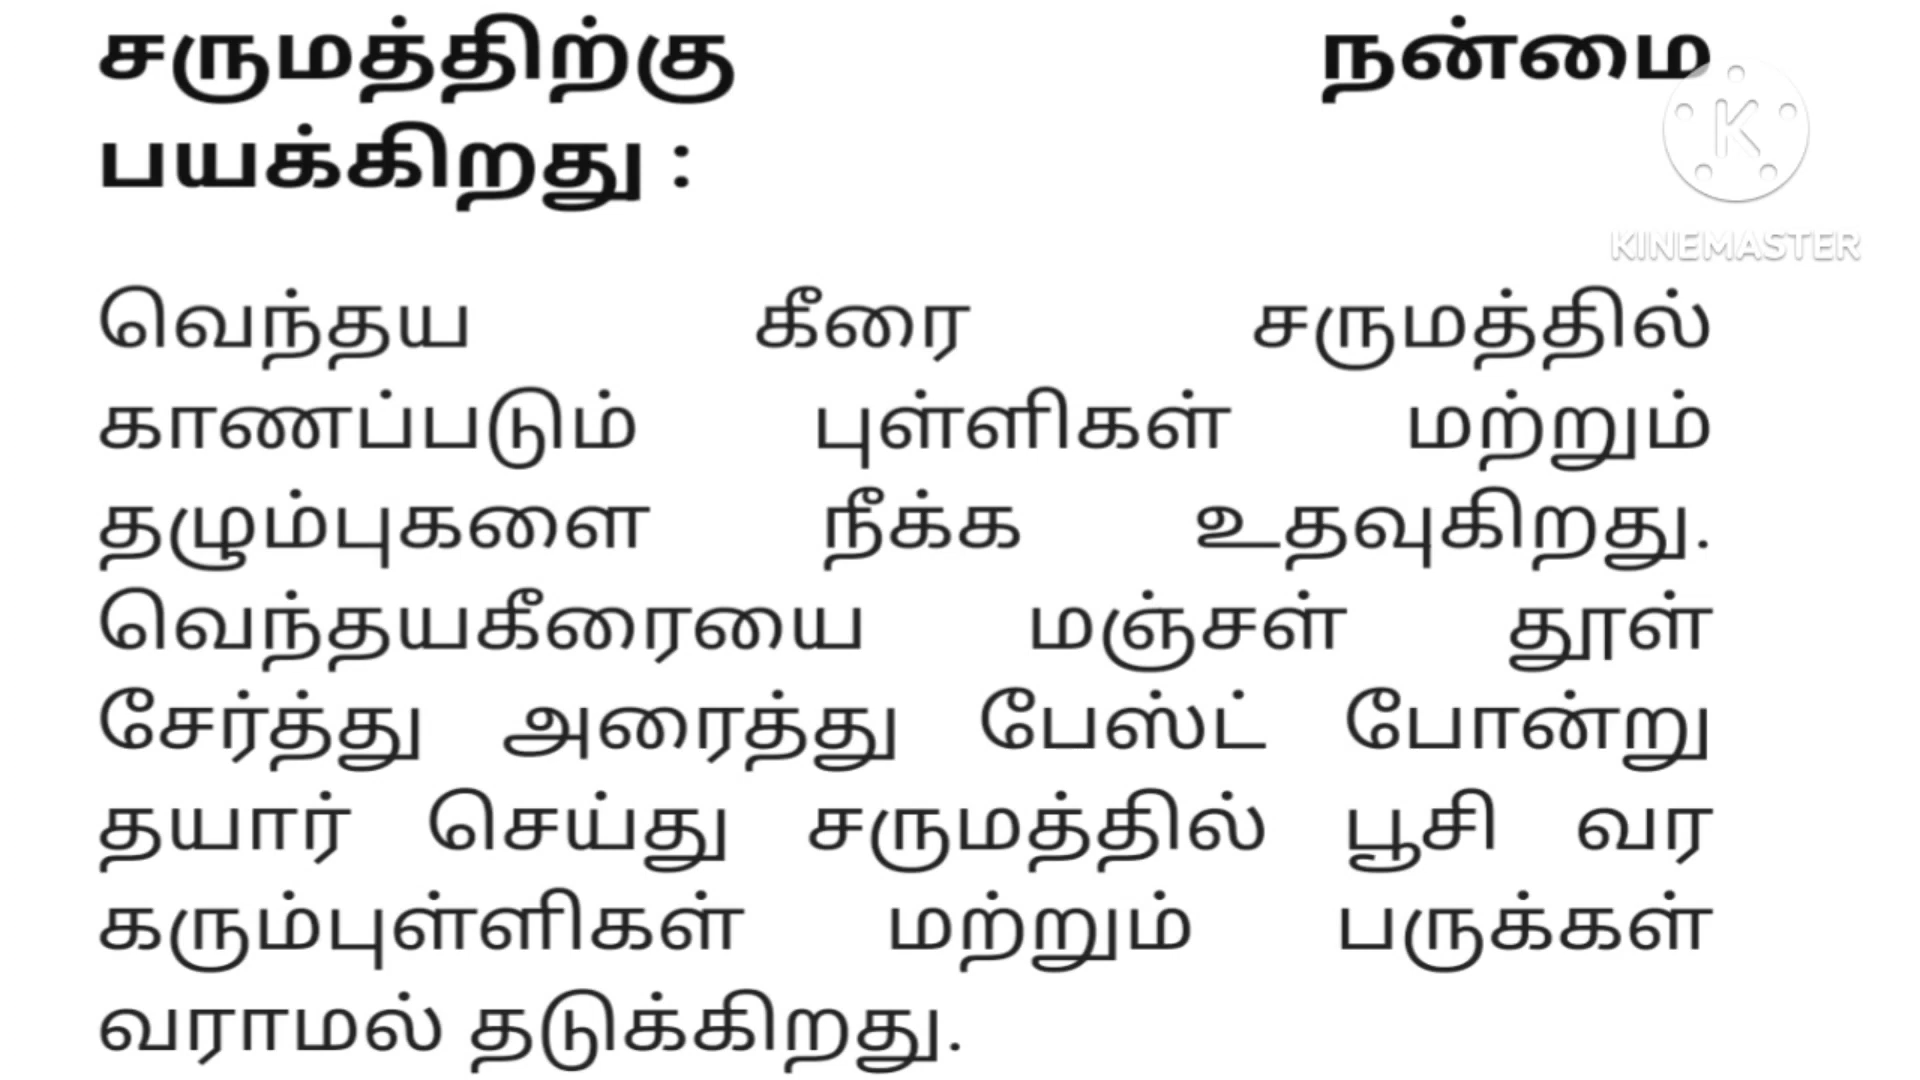 சருமத்திற்கு நன்மை
பயக்கிறது :
KINEMASTER
வெந்தய கீரை சருமத்தில்
காணப்படும் புள்ளிகள் மற்றும்
தழும்புகளை நீக்க உதவுகிறது.
வெந்தயகீரையை மஞ்சள் தூள்
சேர்த்து அரைத்து பேஸ்ட் போன்று
தயார் செய்து சருமத்தில் பூசி வர
கரும்புள்ளிகள் மற்றும் பருக்கள்
வராமல் தடுக்கிறது.